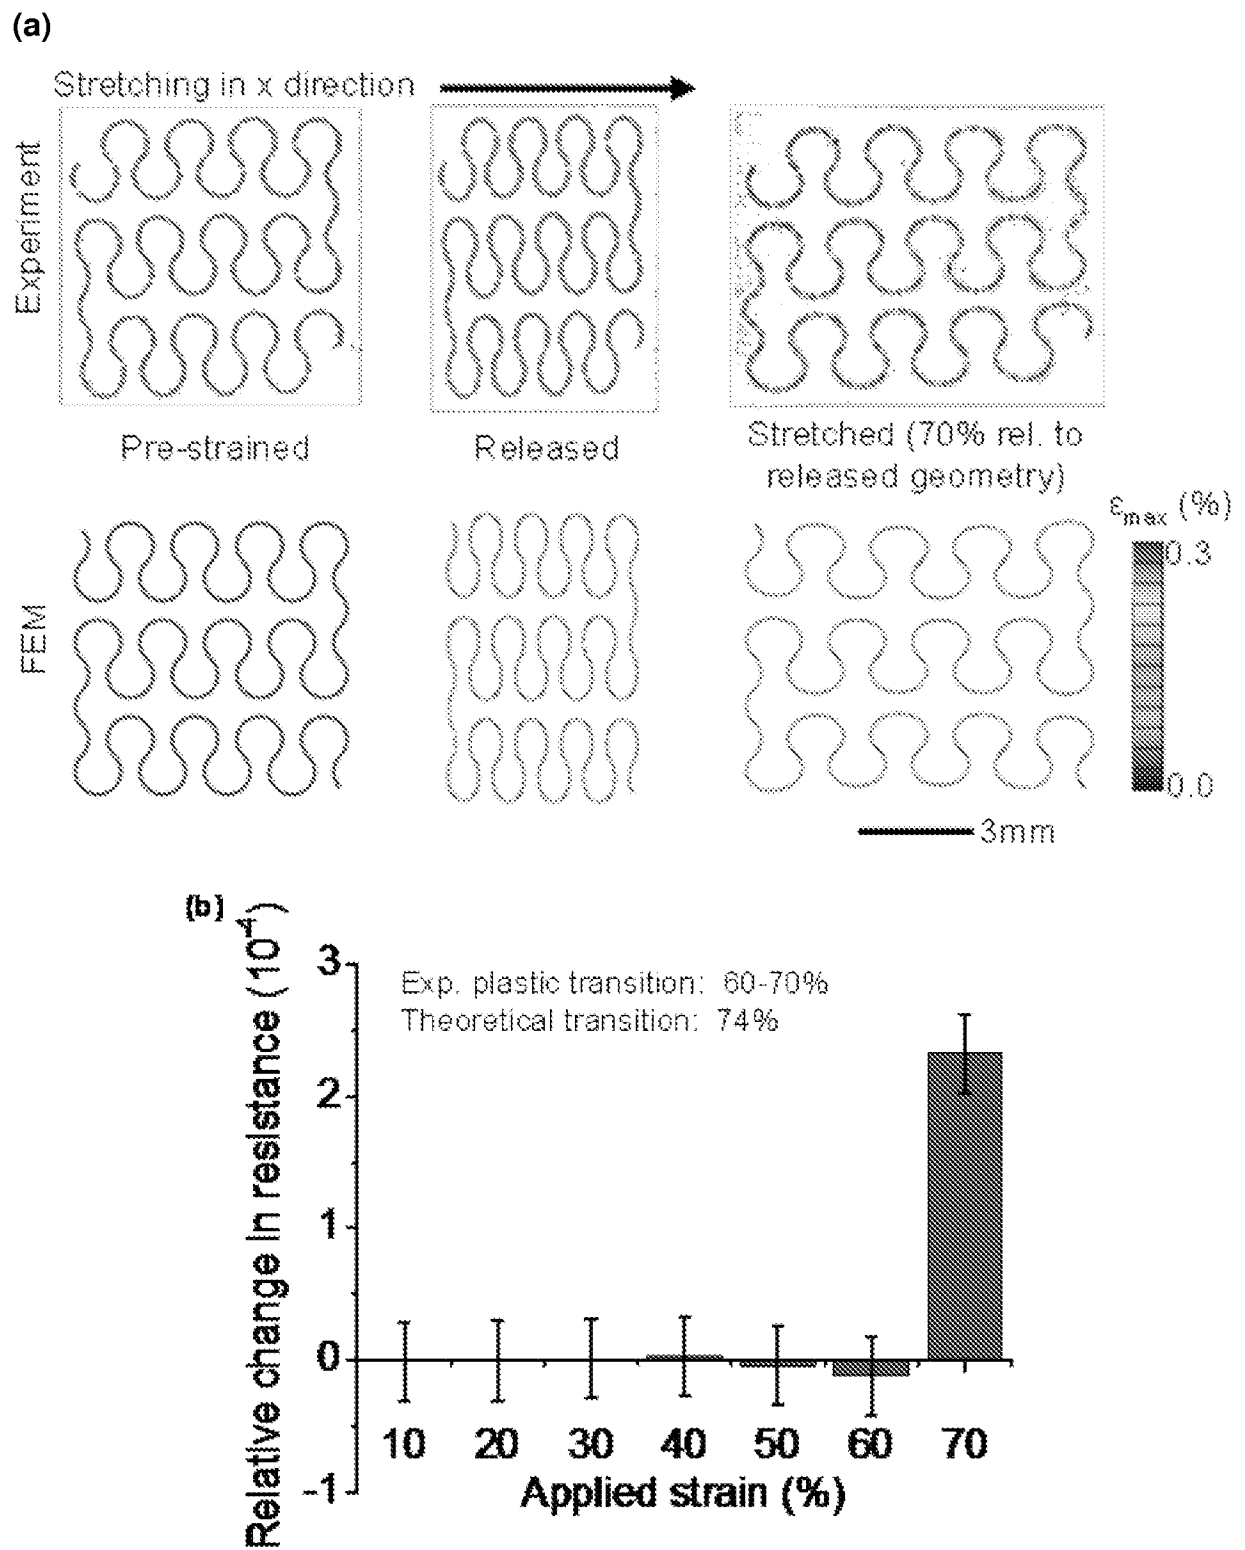 (a)
Stretching in x direction
Experiment
Pre-strained
Released
Stretched (70% rel. to
released geometry)
FEM
εmax (%)
0.3
0.0
3mm
(b)
Relative change in resistance (10⁻⁴)
3
2
1
0
-1
Exp. plastic transition: 60-70%
Theoretical transition: 74%
10 20 30 40 50 60 70
Applied strain (%)